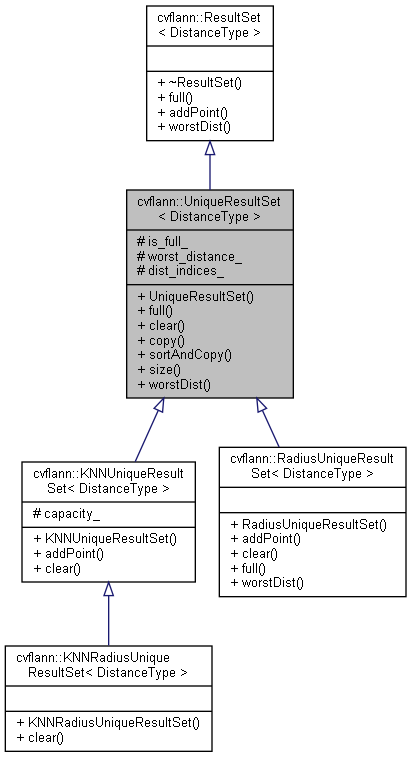 cvflann::ResultSet
< DistanceType >
+ ~ResultSet()
+ full()
+ addPoint()
+ worstDist()
cvflann::UniqueResultSet
< DistanceType >
# is_full_
# worst_distance_
# dist_indices_
+ UniqueResultSet()
+ full()
+ clear()
+ copy()
+ sortAndCopy()
+ size()
+ worstDist()
cvflann::KNNUniqueResult
Set< DistanceType >
# capacity_
+ KNNUniqueResultSet()
+ addPoint()
+ clear()
cvflann::RadiusUniqueResult
Set< DistanceType >
+ RadiusUniqueResultSet()
+ addPoint()
+ clear()
+ full()
+ worstDist()
cvflann::KNNRadiusUnique
ResultSet< DistanceType >
+ KNNRadiusUniqueResultSet()
+ clear()